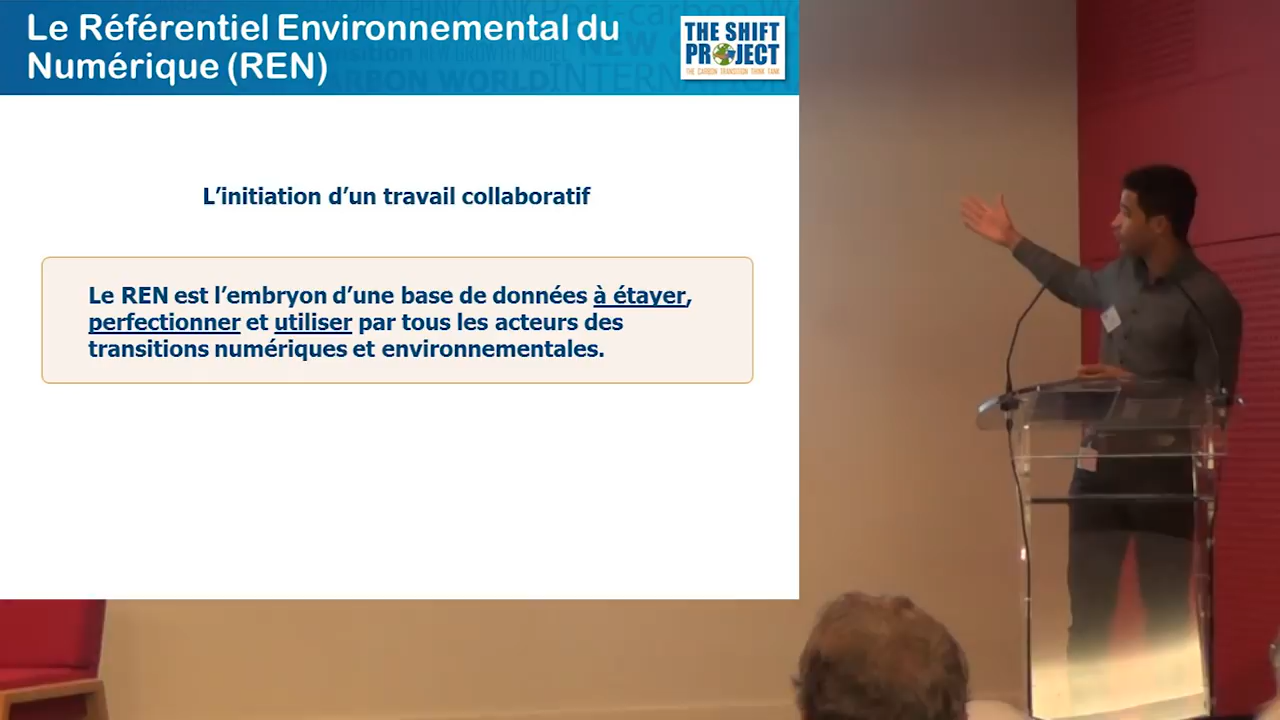 Le Référentiel Environnemental du
Numérique (REN)
THE SHIFT
PROJECT
THE CARBON TRANSITION THINK TANK
L'initiation d'un travail collaboratif
Le REN est l'embryon d'une base de données à étayer,
perfectionner et utiliser par tous les acteurs des
transitions numériques et environnementales.